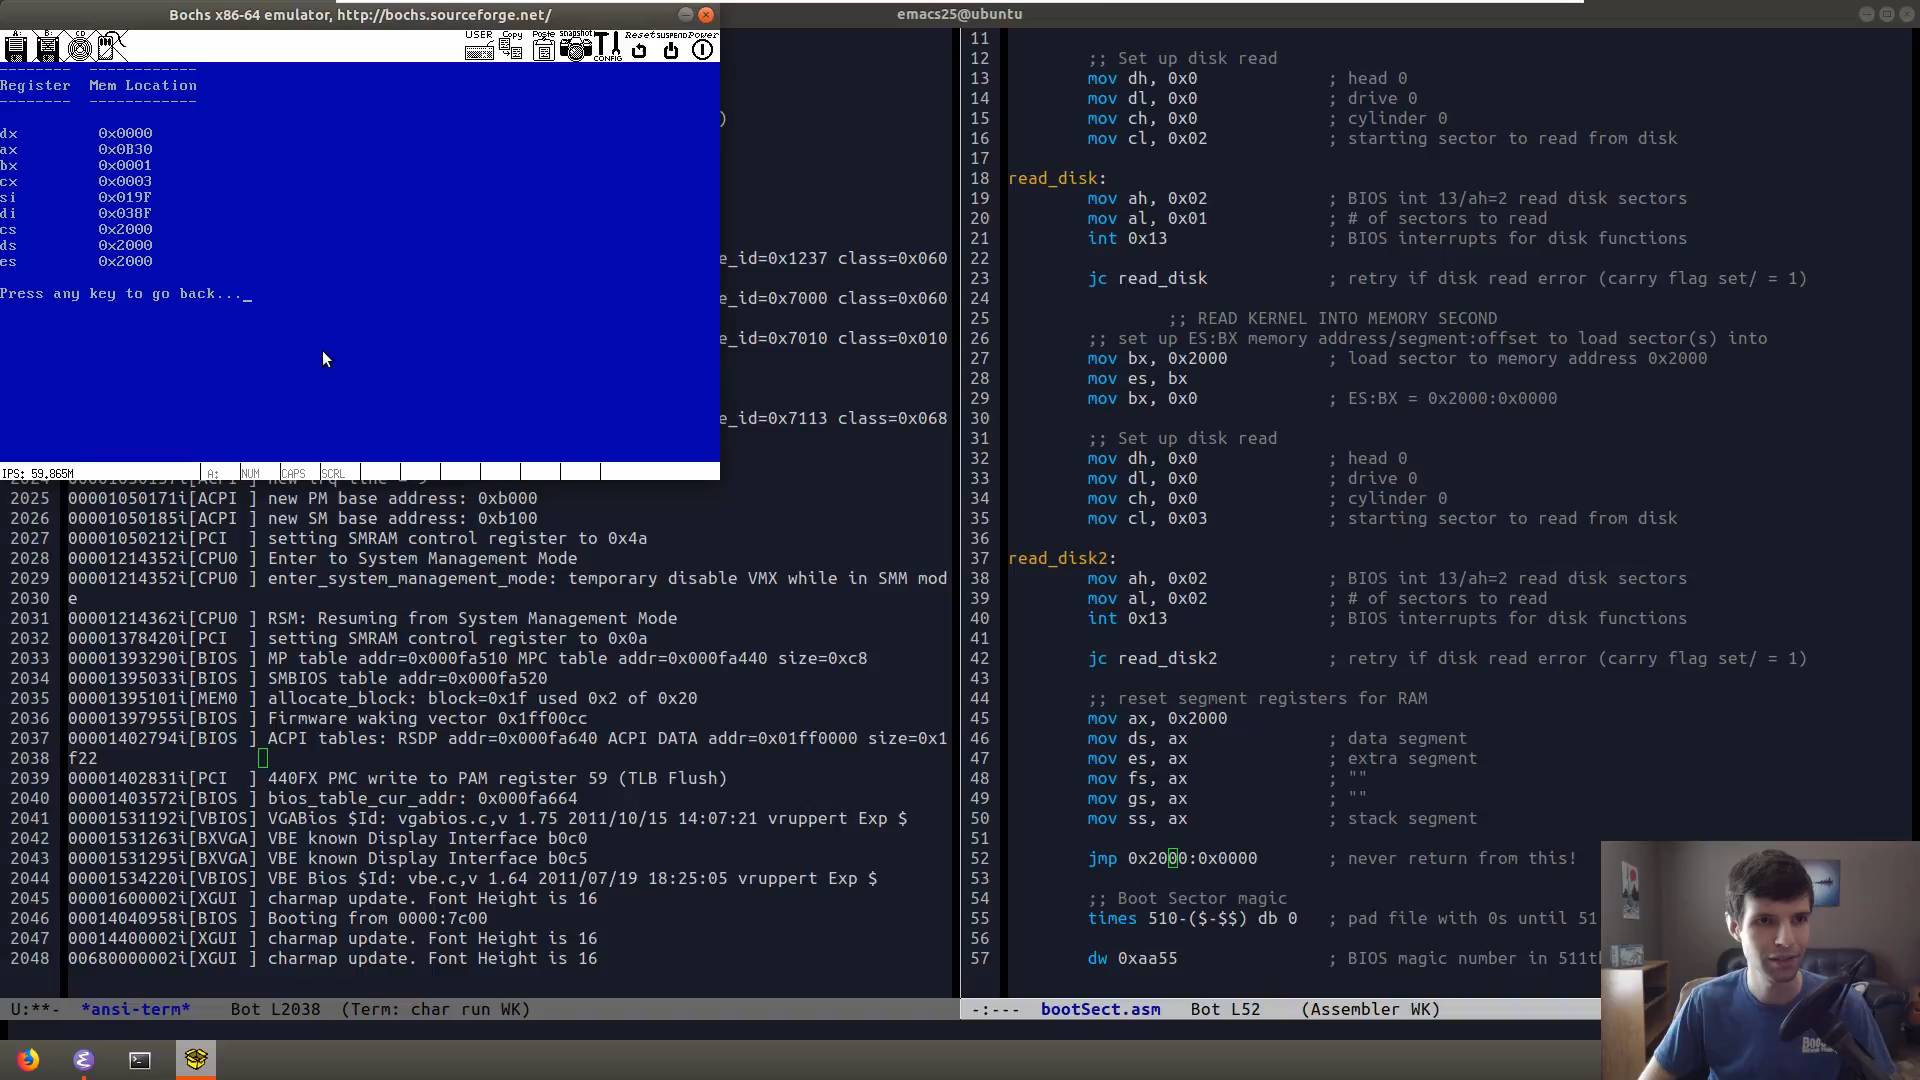 Bochs x86-64 emulator, http://bochs.sourceforge.net/
emacs25@ubuntu
A: B: CD
USER Copy Paste Snapshot CONFIG Reset SUSPEND Power
-------- ------------
Register  Mem Location
-------- ------------
dx 0x0000
ax 0x0B30
bx 0x0001
cx 0x0003
si 0x019F
di 0x038F
cs 0x2000
ds 0x2000
es 0x2000
Press any key to go back..._
IPS: 59.865M A: NUM CAPS SCRL
)
e_id=0x1237 class=0x060
e_id=0x7000 class=0x060
e_id=0x7010 class=0x010
e_id=0x7113 class=0x068
2025 00001050171i[ACPI ] new PM base address: 0xb000
2026 00001050185i[ACPI ] new SM base address: 0xb100
2027 00001050212i[PCI  ] setting SMRAM control register to 0x4a
2028 00001214352i[CPU0 ] Enter to System Management Mode
2029 00001214352i[CPU0 ] enter_system_management_mode: temporary disable VMX while in SMM mod
2030 e
2031 00001214362i[CPU0 ] RSM: Resuming from System Management Mode
2032 00001378420i[PCI  ] setting SMRAM control register to 0x0a
2033 00001393290i[BIOS ] MP table addr=0x000fa510 MPC table addr=0x000fa440 size=0xc8
2034 00001395033i[BIOS ] SMBIOS table addr=0x000fa520
2035 00001395101i[MEM0 ] allocate_block: block=0x1f used 0x2 of 0x20
2036 00001397955i[BIOS ] Firmware waking vector 0x1ff00cc
2037 00001402794i[BIOS ] ACPI tables: RSDP addr=0x000fa640 ACPI DATA addr=0x01ff0000 size=0x1
2038 f22
2039 00001402831i[PCI  ] 440FX PMC write to PAM register 59 (TLB Flush)
2040 00001403572i[BIOS ] bios_table_cur_addr: 0x000fa664
2041 00001531192i[VBIOS] VGABios $Id: vgabios.c,v 1.75 2011/10/15 14:07:21 vruppert Exp $
2042 00001531263i[BXVGA] VBE known Display Interface b0c0
2043 00001531295i[BXVGA] VBE known Display Interface b0c5
2044 00001534220i[VBIOS] VBE Bios $Id: vbe.c,v 1.64 2011/07/19 18:25:05 vruppert Exp $
2045 00001600002i[XGUI ] charmap update. Font Height is 16
2046 00014040958i[BIOS ] Booting from 0000:7c00
2047 00014400002i[XGUI ] charmap update. Font Height is 16
2048 00680000002i[XGUI ] charmap update. Font Height is 16
U:**-  *ansi-term*    Bot L2038  (Term: char run WK)
11
12 ;; Set up disk read
13 mov dh, 0x0 ; head 0
14 mov dl, 0x0 ; drive 0
15 mov ch, 0x0 ; cylinder 0
16 mov cl, 0x02 ; starting sector to read from disk
17
18 read_disk:
19 mov ah, 0x02 ; BIOS int 13/ah=2 read disk sectors
20 mov al, 0x01 ; # of sectors to read
21 int 0x13 ; BIOS interrupts for disk functions
22
23 jc read_disk ; retry if disk read error (carry flag set/ = 1)
24
25 ;; READ KERNEL INTO MEMORY SECOND
26 ;; set up ES:BX memory address/segment:offset to load sector(s) into
27 mov bx, 0x2000 ; load sector to memory address 0x2000
28 mov es, bx
29 mov bx, 0x0 ; ES:BX = 0x2000:0x0000
30
31 ;; Set up disk read
32 mov dh, 0x0 ; head 0
33 mov dl, 0x0 ; drive 0
34 mov ch, 0x0 ; cylinder 0
35 mov cl, 0x03 ; starting sector to read from disk
36
37 read_disk2:
38 mov ah, 0x02 ; BIOS int 13/ah=2 read disk sectors
39 mov al, 0x02 ; # of sectors to read
40 int 0x13 ; BIOS interrupts for disk functions
41
42 jc read_disk2 ; retry if disk read error (carry flag set/ = 1)
43
44 ;; reset segment registers for RAM
45 mov ax, 0x2000
46 mov ds, ax ; data segment
47 mov es, ax ; extra segment
48 mov fs, ax ; ""
49 mov gs, ax ; ""
50 mov ss, ax ; stack segment
51
52 jmp 0x2000:0x0000 ; never return from this!
53
54 ;; Boot Sector magic
55 times 510-($-$$) db 0 ; pad file with 0s until 51
56
57 dw 0xaa55 ; BIOS magic number in 511t
-:---  bootSect.asm   Bot L52    (Assembler WK)